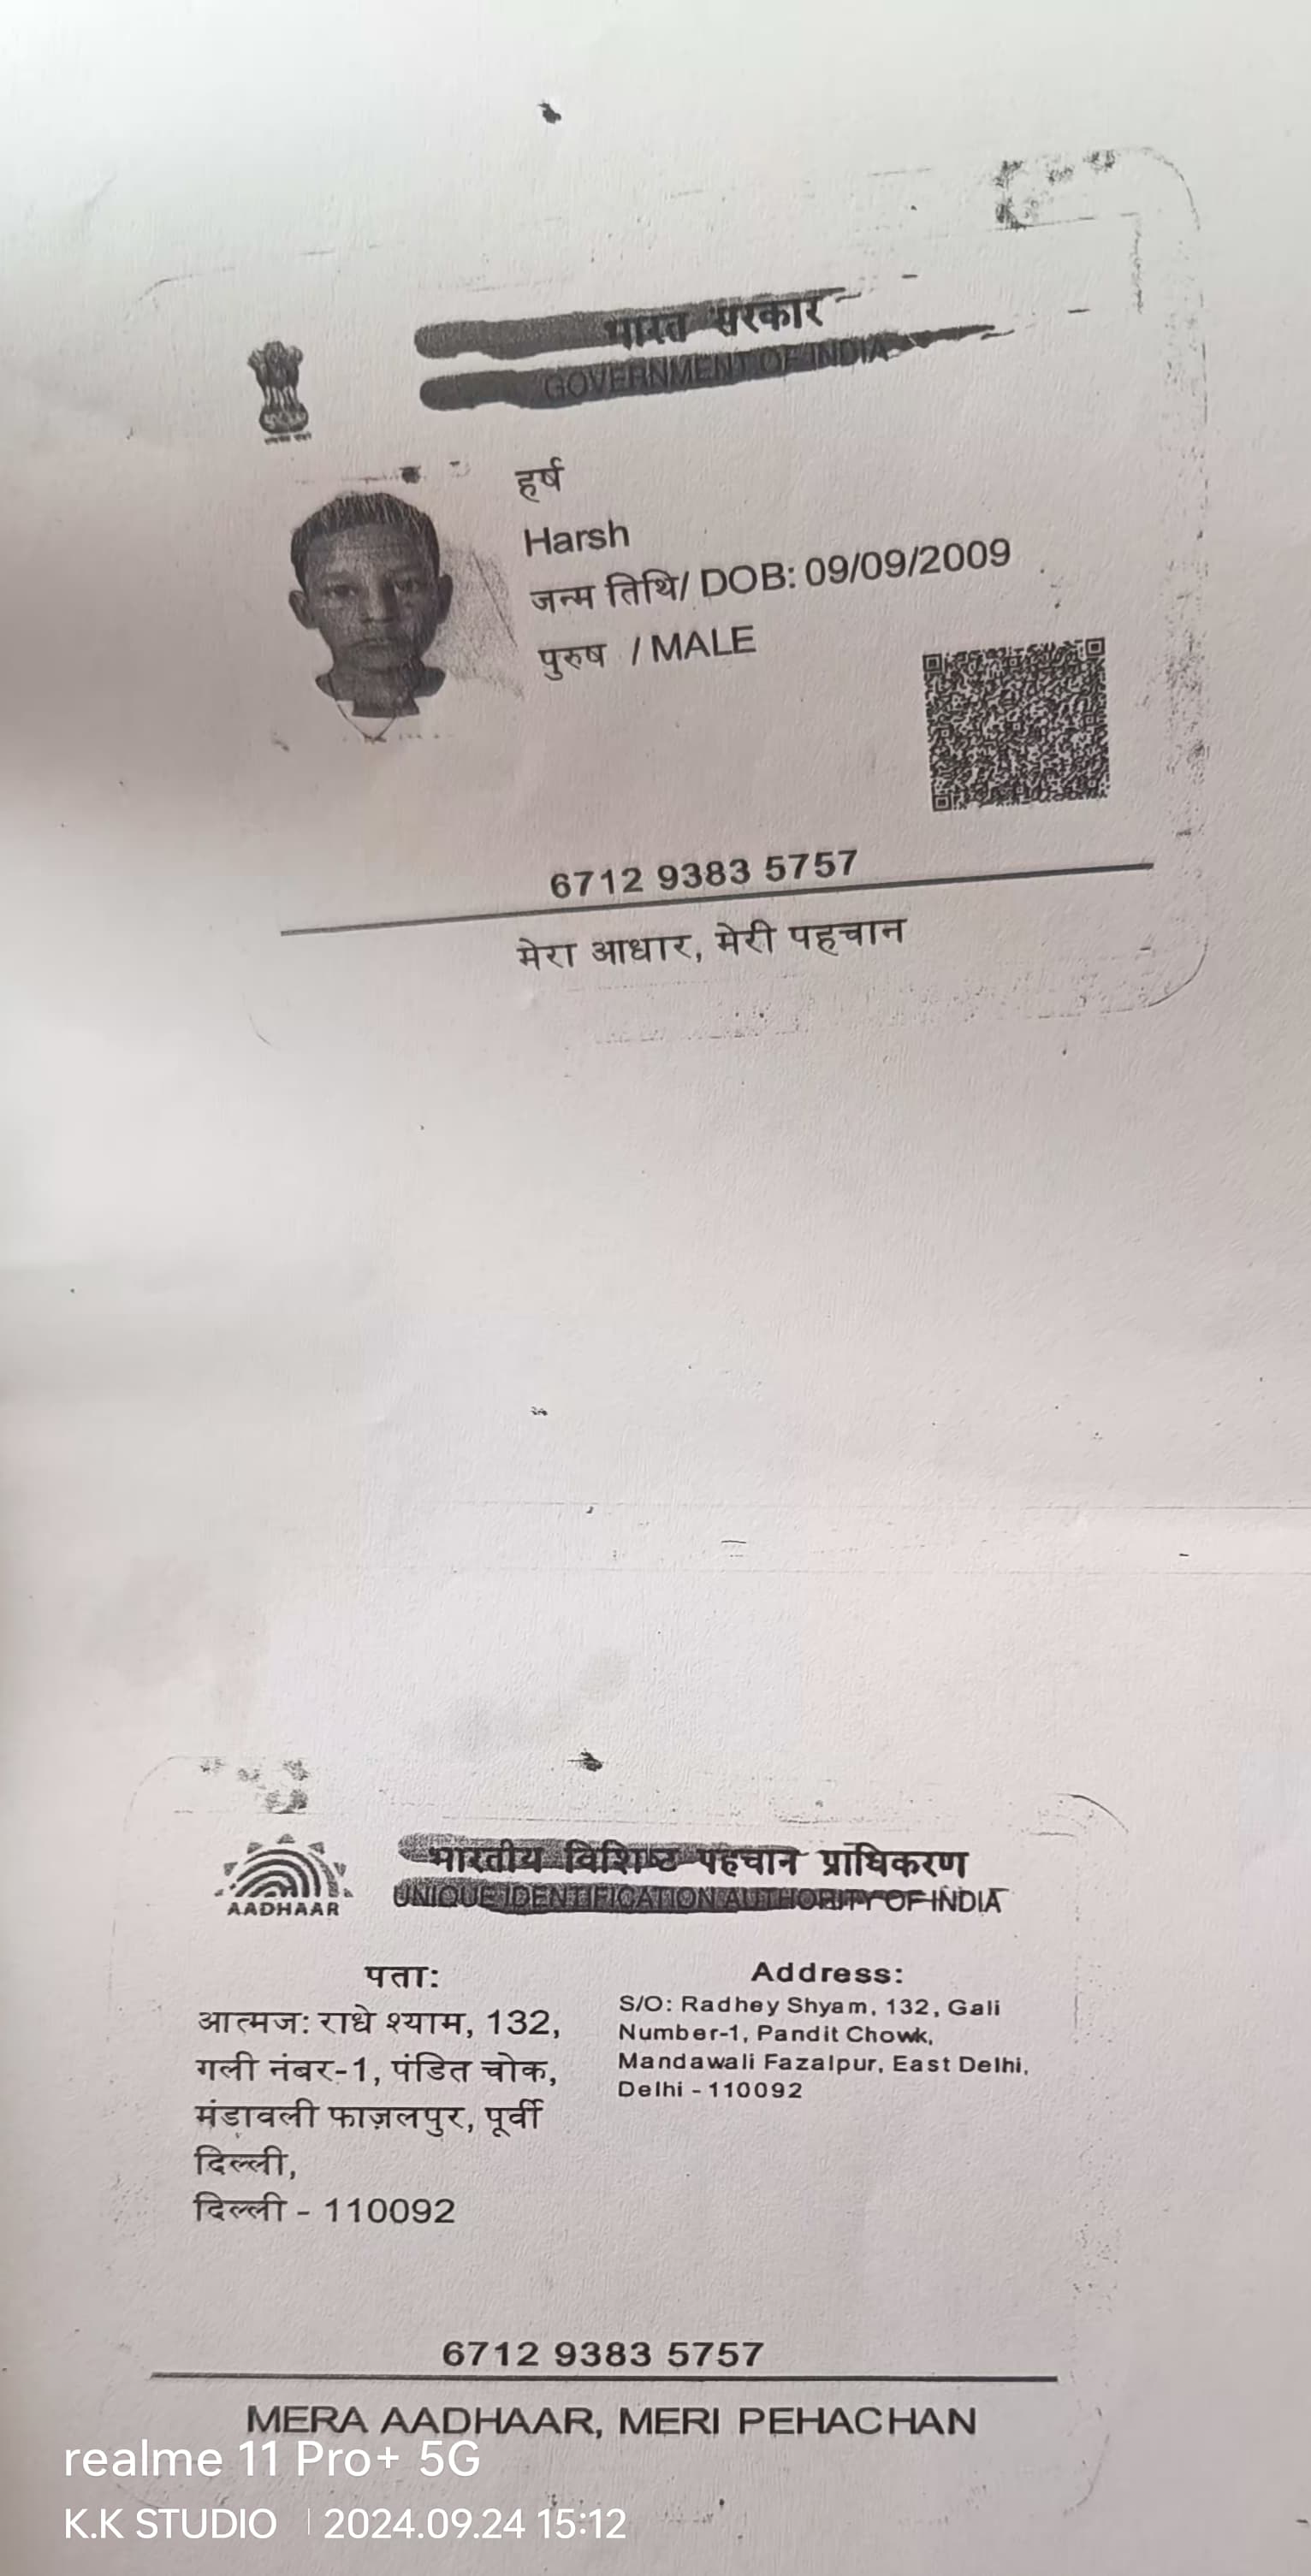 भारत सरकार
GOVERNMENT OF INDIA
हर्ष
Harsh
जन्म तिथि/ DOB: 09/09/2009
पुरुष / MALE
6712 9383 5757
मेरा आधार, मेरी पहचान
भारतीय विशिष्ट पहचान प्राधिकरण
UNIQUE IDENTIFICATION AUTHORITY OF INDIA
AADHAAR
पता:
आत्मज: राधे श्याम, 132,
गली नंबर-1, पंडित चोक,
मंडावली फाज़लपुर, पूर्वी
दिल्ली,
दिल्ली - 110092
Address:
S/O: Radhey Shyam, 132, Gali
Number-1, Pandit Chowk,
Mandawali Fazalpur, East Delhi,
Delhi - 110092
6712 9383 5757
MERA AADHAAR, MERI PEHACHAN
realme 11 Pro+ 5G
K.K STUDIO | 2024.09.24 15:12